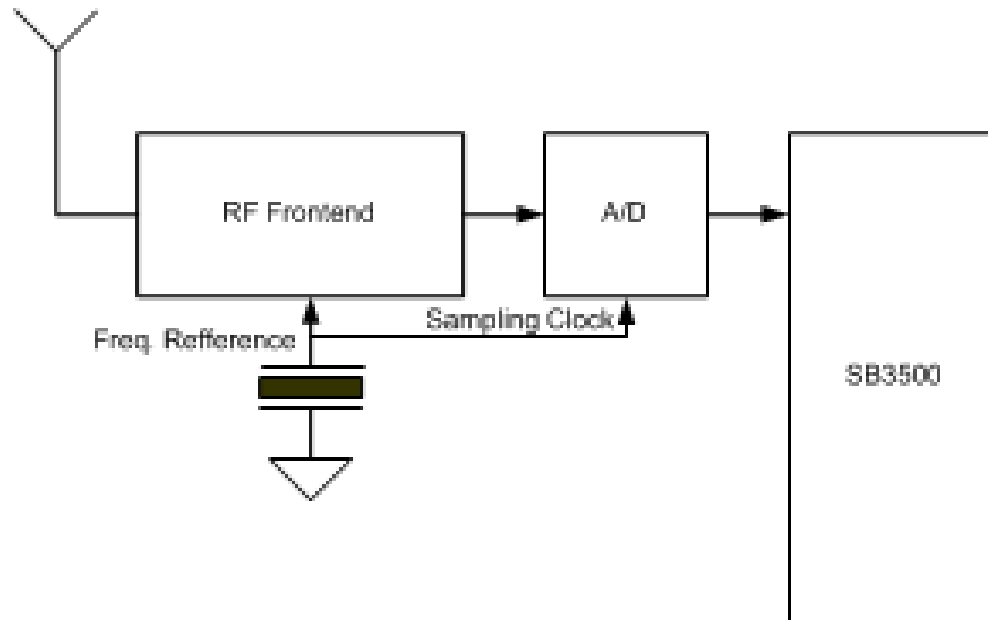 RF Frontend
A/D
Sampling Clock
Freq. Refference
SB3500